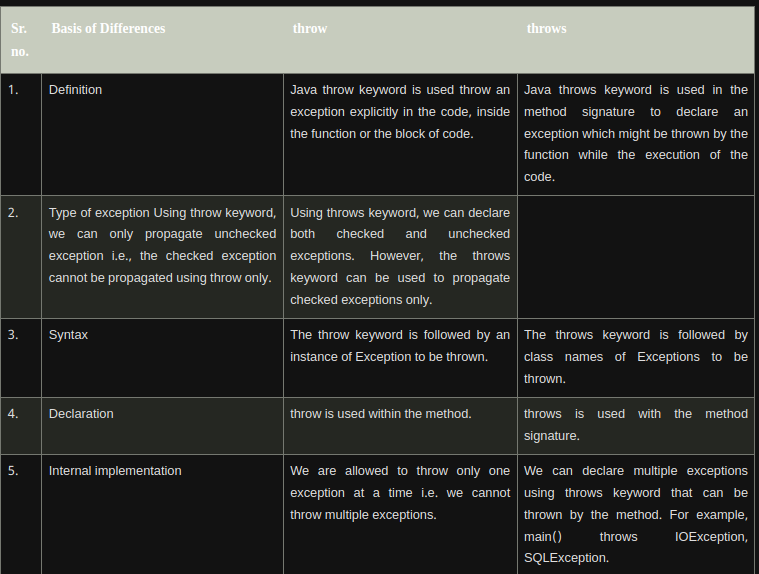 Sr. no. Basis of Differences throw throws
1. Definition
Java throw keyword is used throw an
exception explicitly in the code, inside
the function or the block of code.
Java throws keyword is used in the
method signature to declare an
exception which might be thrown by the
function while the execution of the
code.
2. Type of exception Using throw keyword,
we can only propagate unchecked
exception i.e., the checked exception
cannot be propagated using throw only.
Using throws keyword, we can declare
both checked and unchecked
exceptions. However, the throws
keyword can be used to propagate
checked exceptions only.
3. Syntax
The throw keyword is followed by an
instance of Exception to be thrown.
The throws keyword is followed by
class names of Exceptions to be
thrown.
4. Declaration
throw is used within the method.
throws is used with the method
signature.
5. Internal implementation
We are allowed to throw only one
exception at a time i.e. we cannot
throw multiple exceptions.
We can declare multiple exceptions
using throws keyword that can be
thrown by the method. For example,
main() throws IOException,
SQLException.